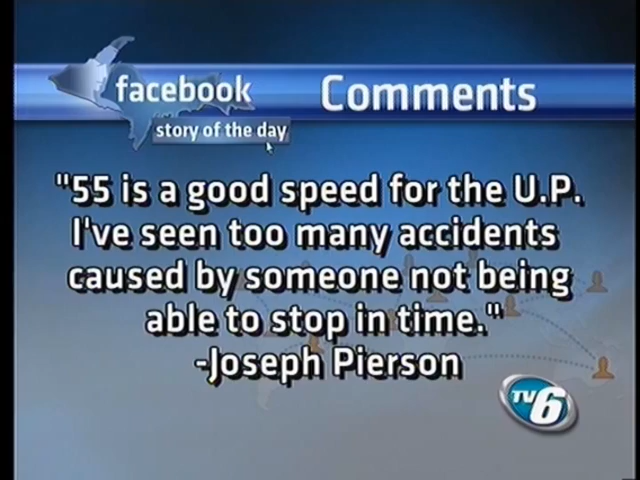 facebook Comments
story of the day
"55 is a good speed for the U.P.
I've seen too many accidents
caused by someone not being
able to stop in time."
-Joseph Pierson
TV6